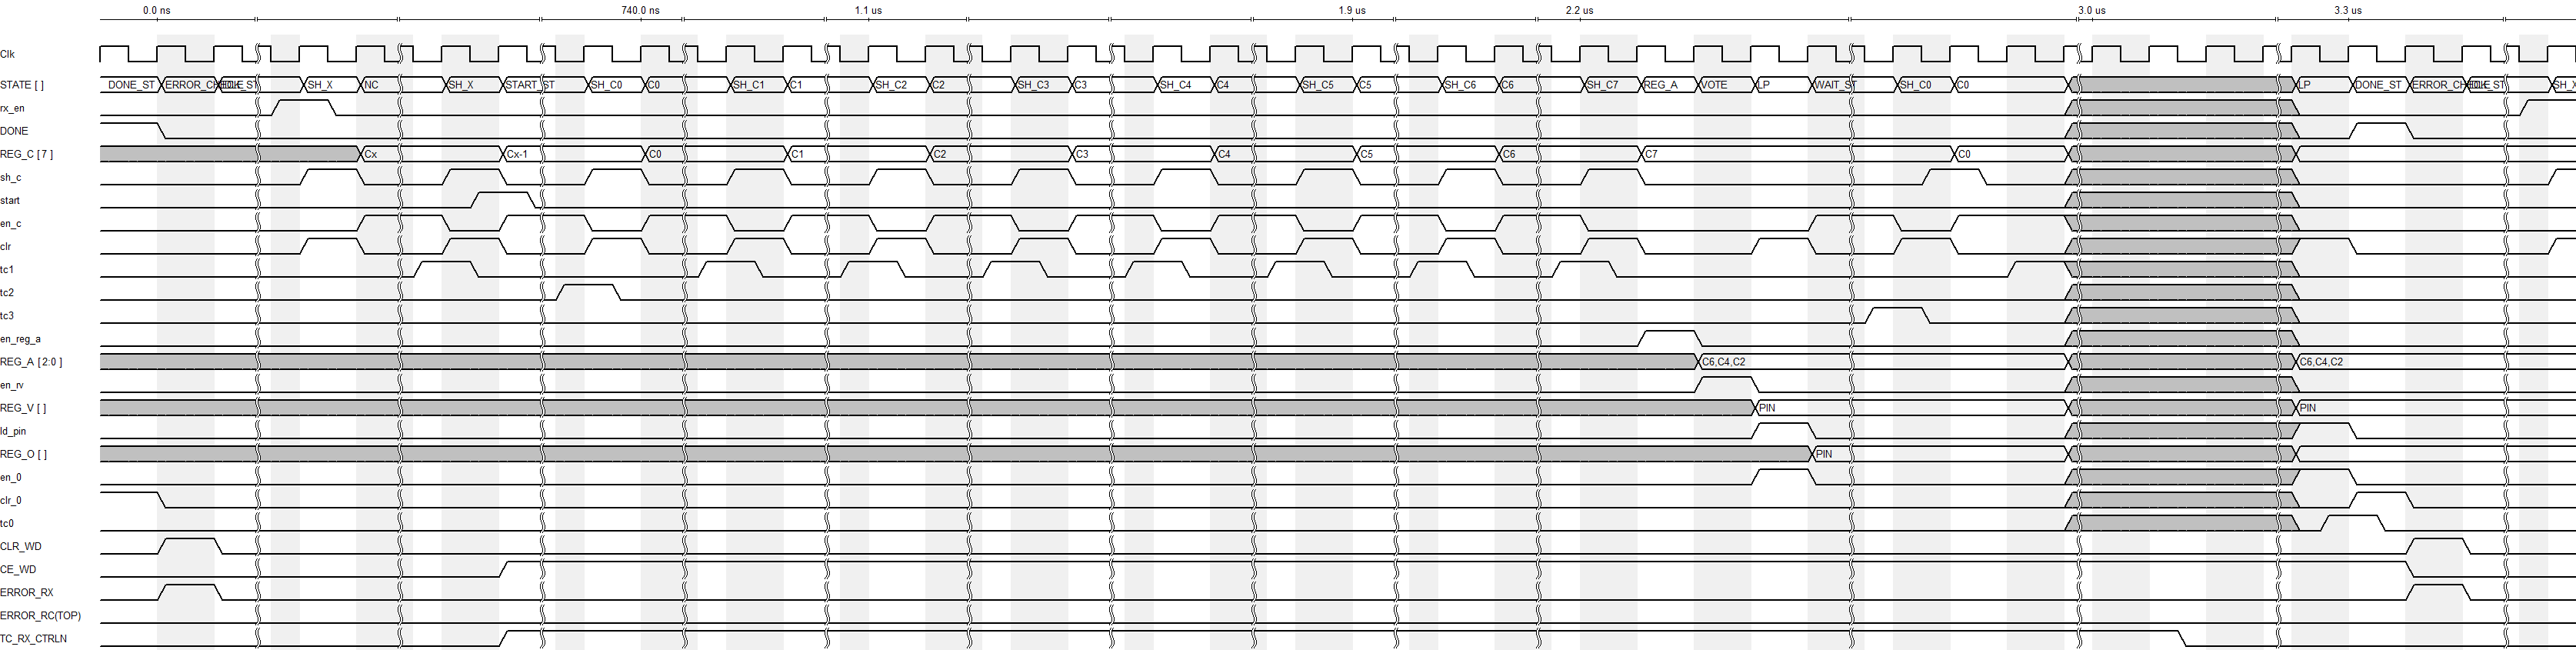 0.0 ns 740.0 ns 1.1 us 1.9 us 2.2 us 3.0 us 3.3 us
Clk
STATE [ ] DONE_ST ERROR_CHECK IDLE_ST SH_X NC SH_X START_ST SH_C0 C0 SH_C1 C1 SH_C2 C2 SH_C3 C3 SH_C4 C4 SH_C5 C5 SH_C6 C6 SH_C7 REG_A VOTE LP WAIT_ST SH_C0 C0 LP DONE_ST ERROR_CHECK IDLE_ST SH_X
rx_en
DONE
REG_C [ 7 ] Cx Cx-1 C0 C1 C2 C3 C4 C5 C6 C7 C0
sh_c
start
en_c
clr
tc1
tc2
tc3
en_reg_a
REG_A [ 2:0 ] C6,C4,C2 C6,C4,C2
en_rv
REG_V [ ] PIN PIN
ld_pin
REG_O [ ] PIN
en_0
clr_0
tc0
CLR_WD
CE_WD
ERROR_RX
ERROR_RC(TOP)
TC_RX_CTRLN